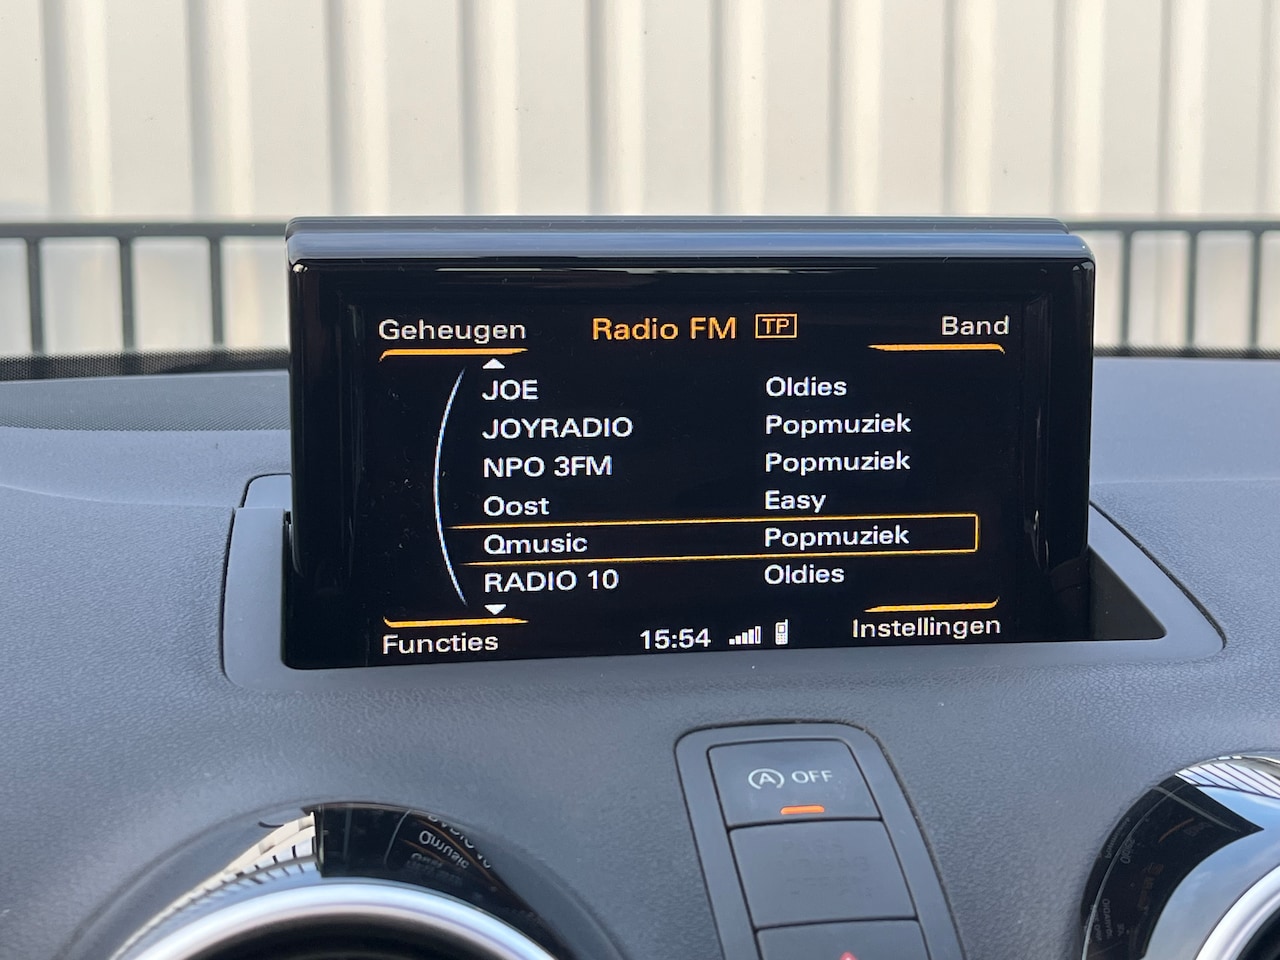 Geheugen Radio FM TP Band
JOE Oldies
JOYRADIO Popmuziek
NPO 3FM Popmuziek
Oost Easy
Qmusic Popmuziek
RADIO 10 Oldies
Functies 15:54 Instellingen
A OFF
Qmusic